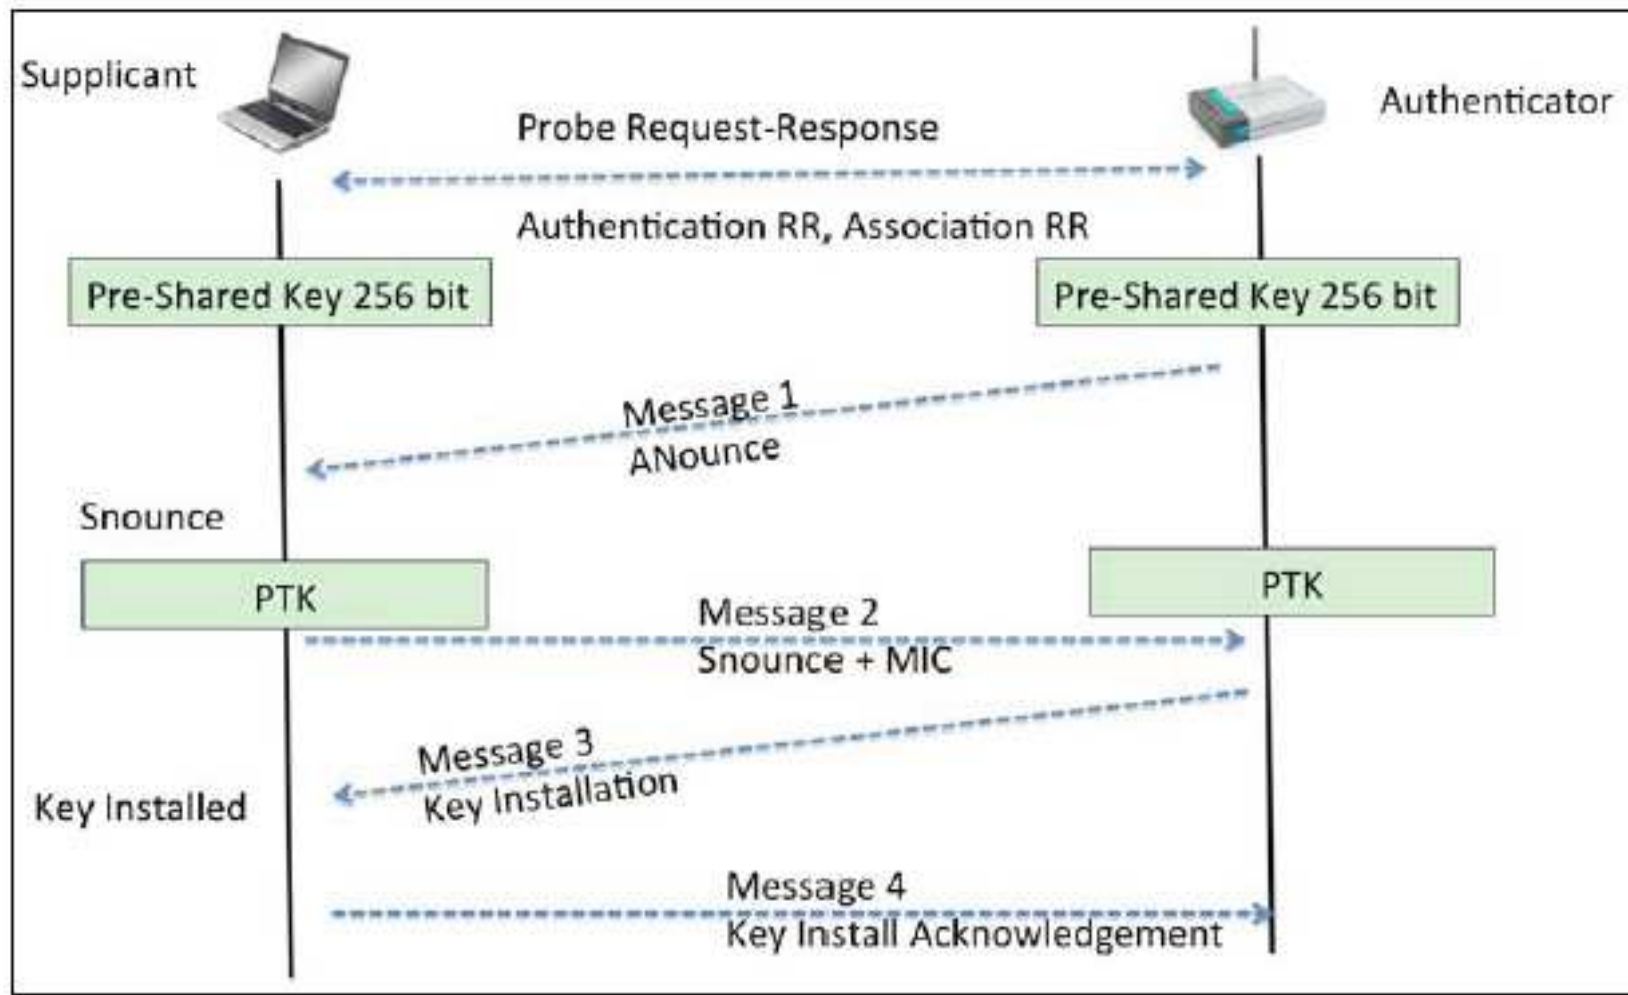 Supplicant
Authenticator
Probe Request-Response
Authentication RR, Association RR
Pre-Shared Key 256 bit
Pre-Shared Key 256 bit
Message 1
ANounce
Snounce
PTK
PTK
Message 2
Snounce + MIC
Message 3
Key Installation
Key Installed
Message 4
Key Install Acknowledgement